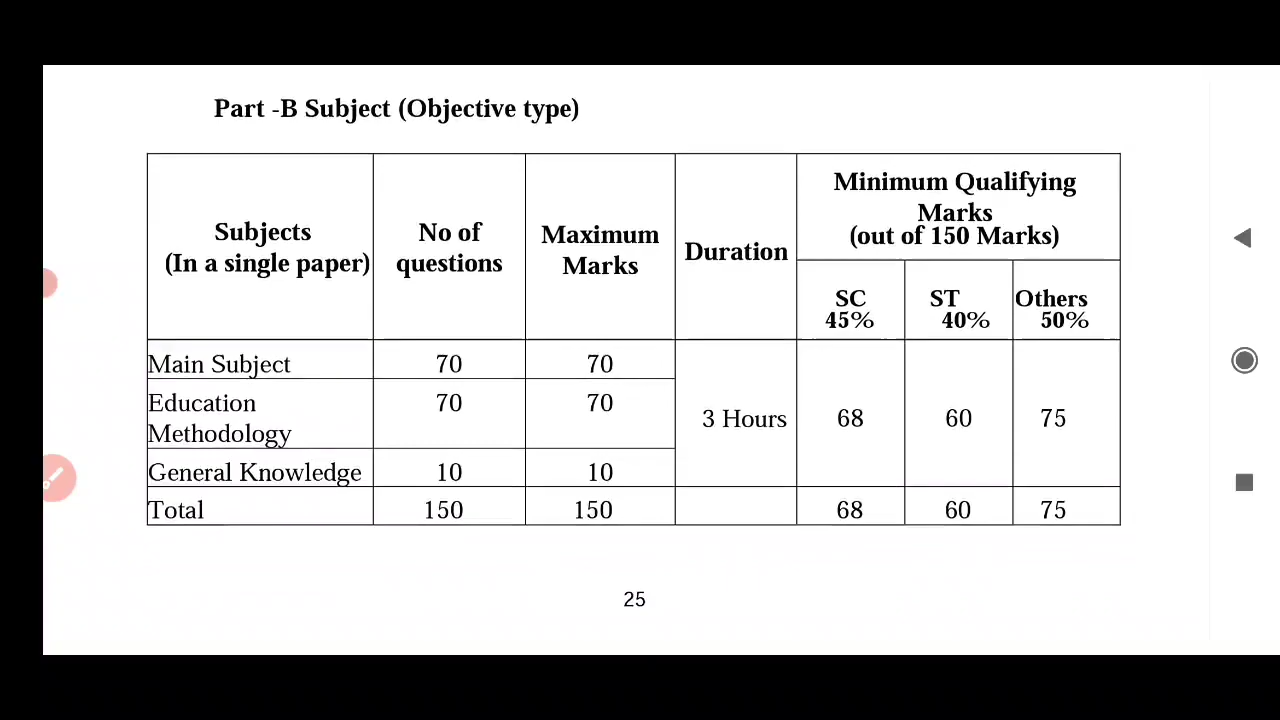 Part -B Subject (Objective type)
Subjects
(In a single paper)
No of
questions
Maximum
Marks
Duration
Minimum Qualifying
Marks
(out of 150 Marks)
SC
45%
ST
40%
Others
50%
Main Subject 70 70
Education
Methodology
70 70
3 Hours 68 60 75
General Knowledge 10 10
Total 150 150 68 60 75
25